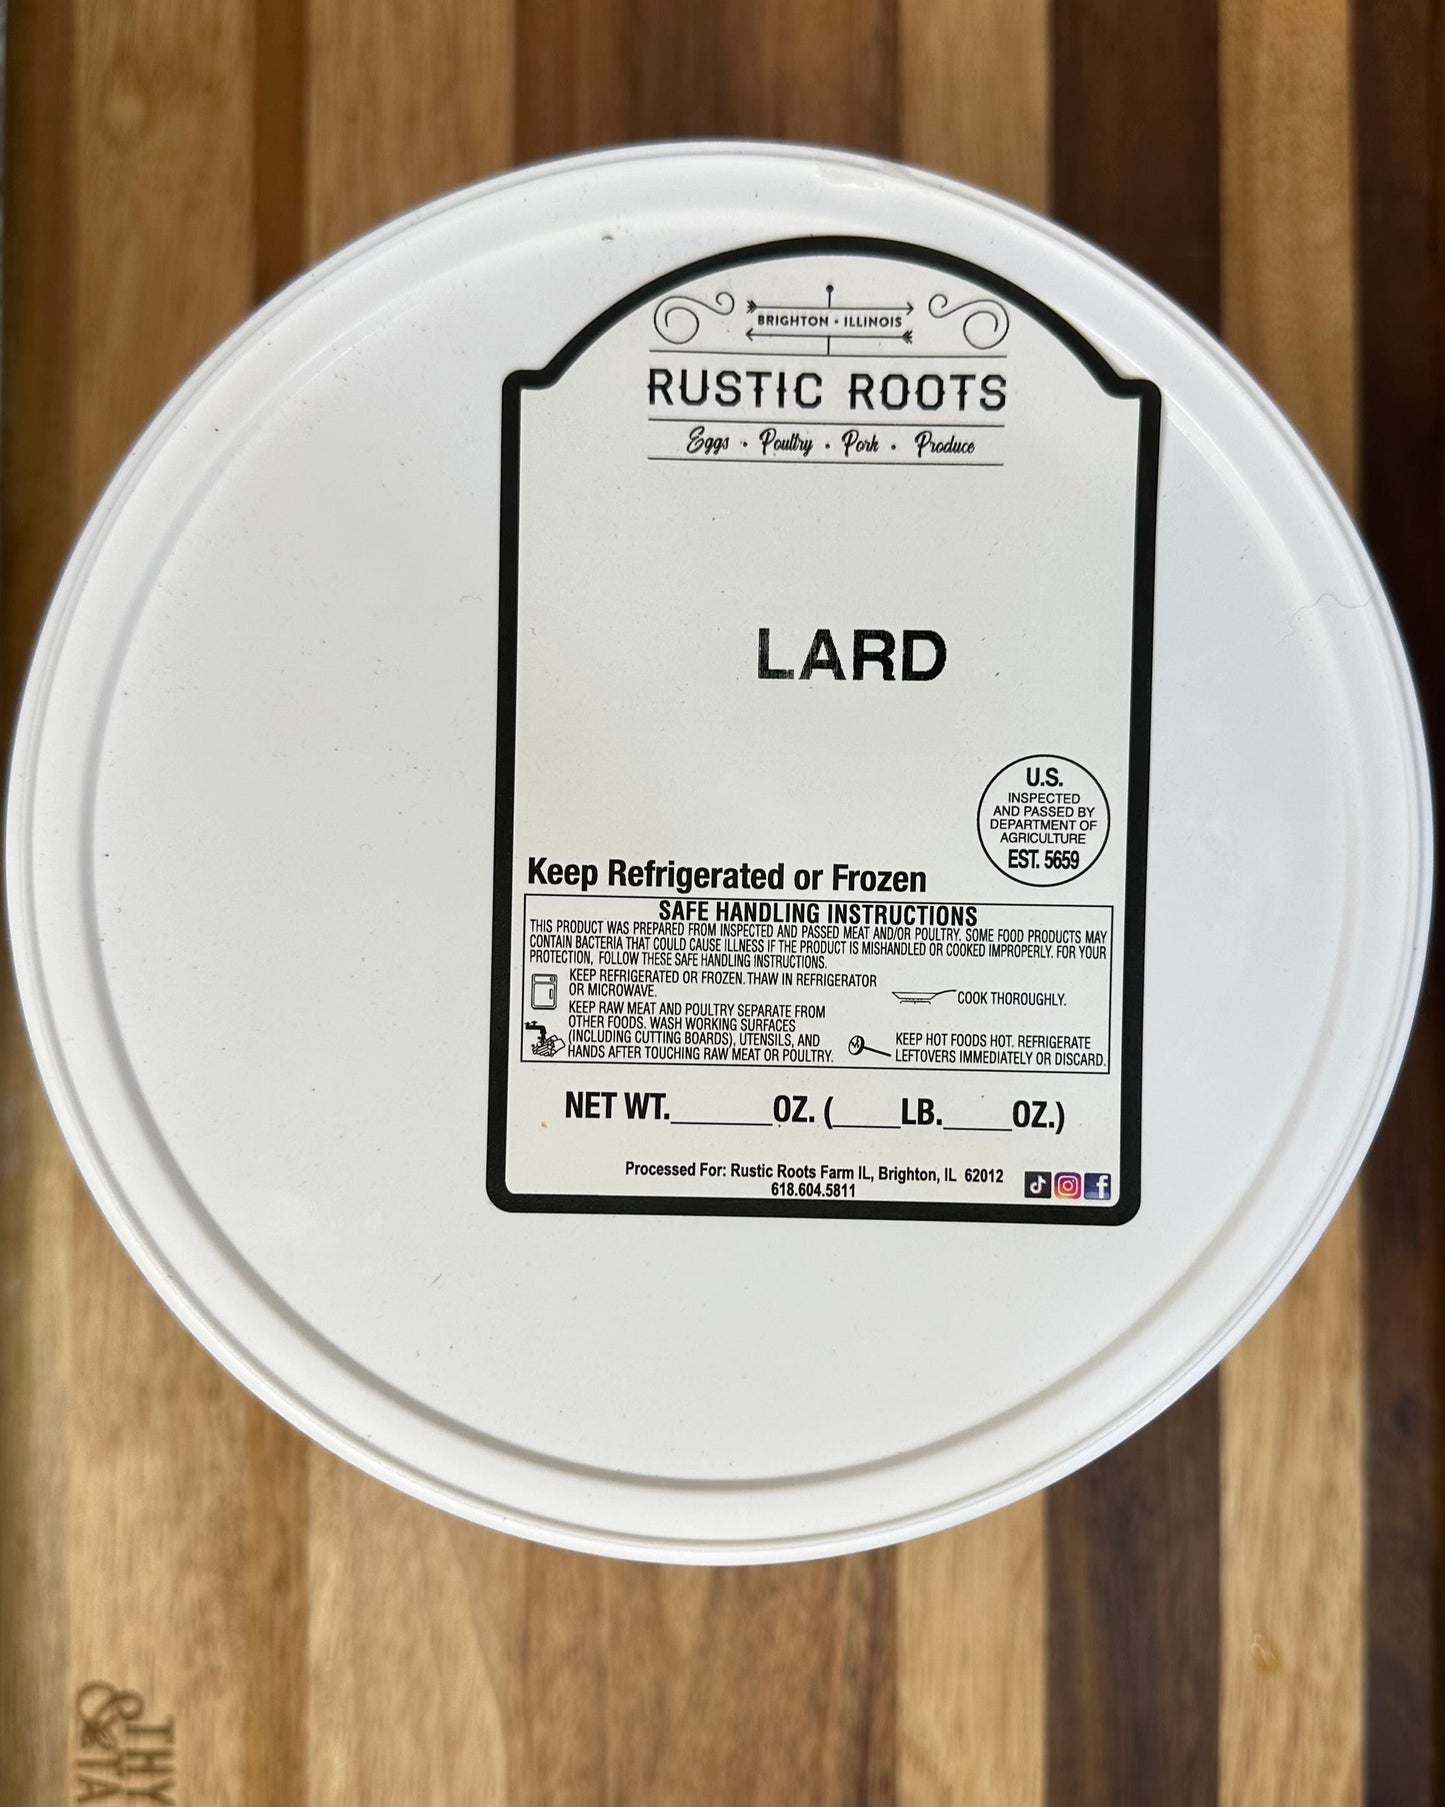 BRIGHTON • ILLINOIS
RUSTIC ROOTS
Eggs • Poultry • Pork • Produce
LARD
U.S.
INSPECTED
AND PASSED BY
DEPARTMENT OF
AGRICULTURE
EST. 5659
Keep Refrigerated or Frozen
SAFE HANDLING INSTRUCTIONS
THIS PRODUCT WAS PREPARED FROM INSPECTED AND PASSED MEAT AND/OR POULTRY. SOME FOOD PRODUCTS MAY
CONTAIN BACTERIA THAT COULD CAUSE ILLNESS IF THE PRODUCT IS MISHANDLED OR COOKED IMPROPERLY. FOR YOUR
PROTECTION, FOLLOW THESE SAFE HANDLING INSTRUCTIONS.
KEEP REFRIGERATED OR FROZEN. THAW IN REFRIGERATOR
OR MICROWAVE.
KEEP RAW MEAT AND POULTRY SEPARATE FROM
OTHER FOODS. WASH WORKING SURFACES
(INCLUDING CUTTING BOARDS), UTENSILS, AND
HANDS AFTER TOUCHING RAW MEAT OR POULTRY.
COOK THOROUGHLY.
KEEP HOT FOODS HOT. REFRIGERATE
LEFTOVERS IMMEDIATELY OR DISCARD.
NET WT.______OZ. (____LB.____OZ.)
Processed For: Rustic Roots Farm IL, Brighton, IL 62012
618.604.5811
THY